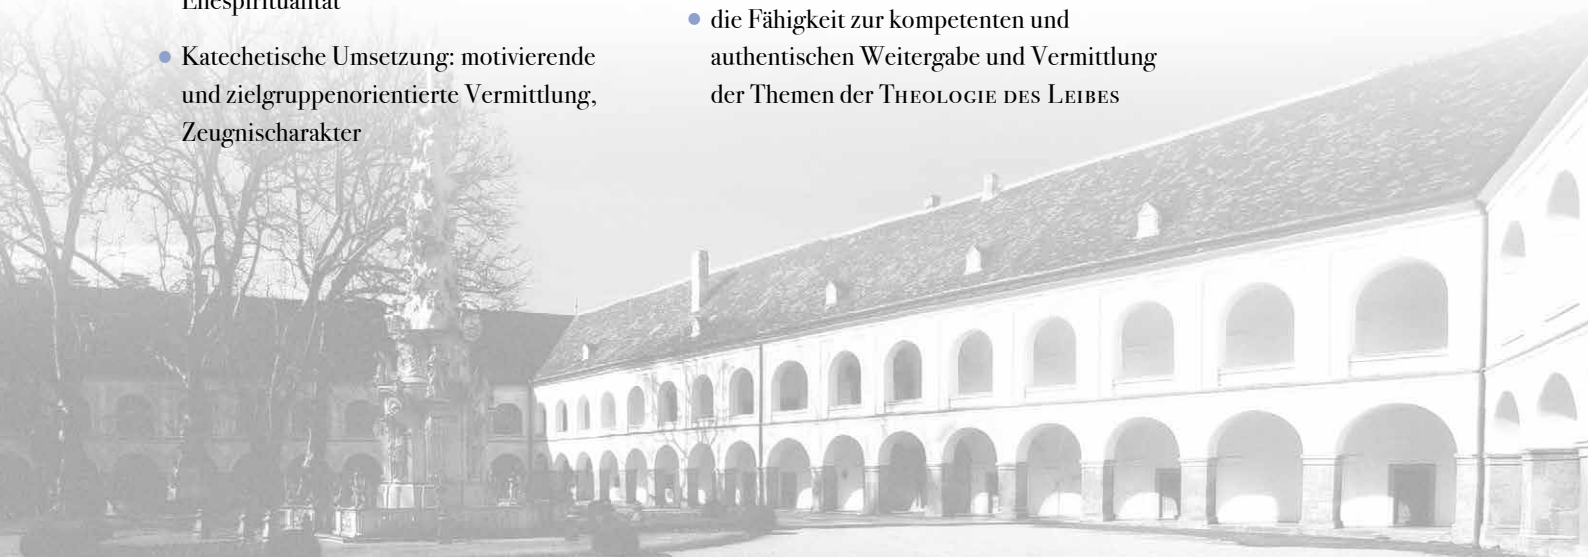 Ehespiritualität
• Katechetische Umsetzung: motivierende
und zielgruppenorientierte Vermittlung,
Zeugnischarakter
• die Fähigkeit zur kompetenten und
authentischen Weitergabe und Vermittlung
der Themen der THEOLOGIE DES LEIBES